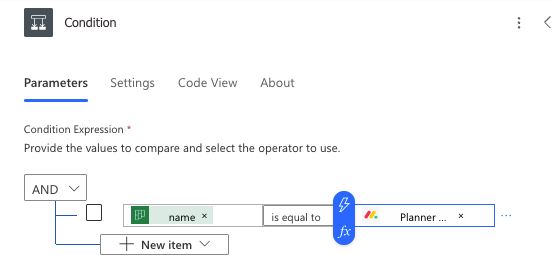 Condition
Parameters Settings Code View About
Condition Expression *
Provide the values to compare and select the operator to use.
AND
name × is equal to fx Planner ... ×
New item